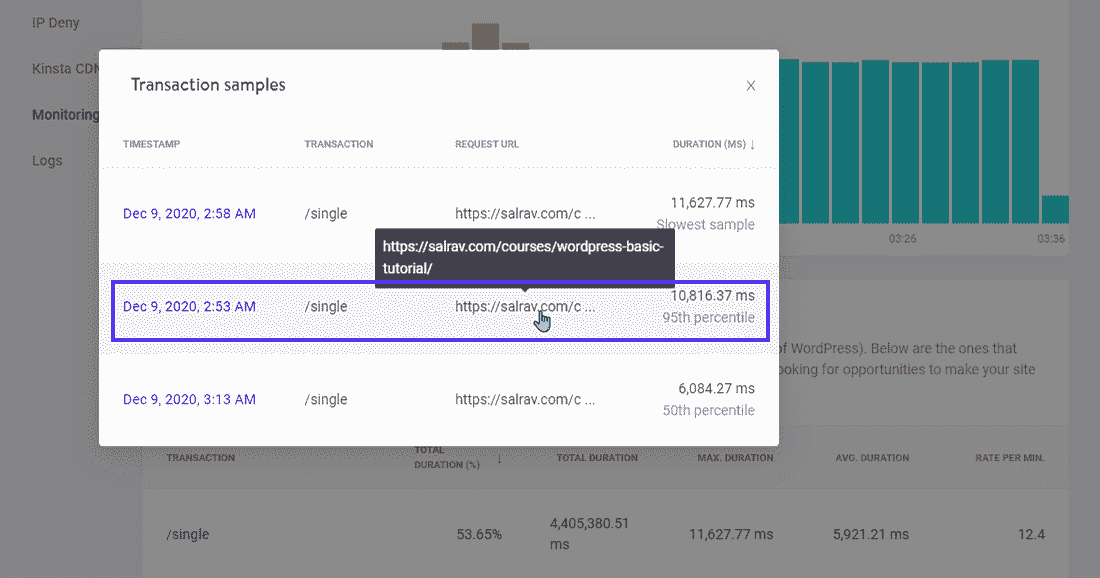 IP Deny
Kinsta CDN
Monitoring
Logs
Transaction samples
X
TIMESTAMP TRANSACTION REQUEST URL DURATION (MS) ↓
Dec 9, 2020, 2:58 AM /single https://salrav.com/c ... 11,627.77 ms
Slowest sample
https://salrav.com/courses/wordpress-basic-
tutorial/
Dec 9, 2020, 2:53 AM /single https://salrav.com/c ... 10,816.37 ms
95th percentile
Dec 9, 2020, 3:13 AM /single https://salrav.com/c ... 6,084.27 ms
50th percentile
03:26 03:36
of WordPress). Below are the ones that
ooking for opportunities to make your site
TRANSACTION TOTAL DURATION (%) ↓ TOTAL DURATION MAX. DURATION AVG. DURATION RATE PER MIN.
/single 53.65% 4,405,380.51 ms 11,627.77 ms 5,921.21 ms 12.4